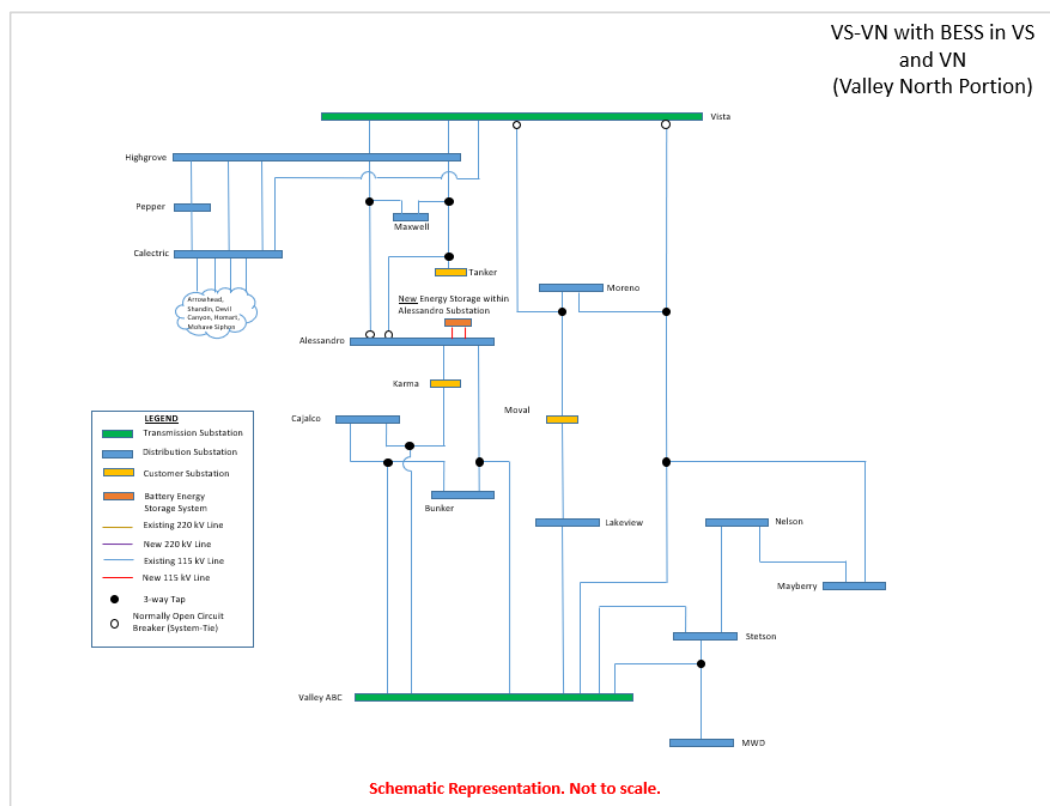 VS-VN with BESS in VS
and VN
(Valley North Portion)
Vista
Highgrove
Pepper
Maxwell
Calectric
Tanker
Arrowhead,
Shandin, Devil
Canyon, Homart,
Mohave Siphon
New Energy Storage within
Alessandro Substation
Moreno
Alessandro
Karma
Cajalco
Moval
Bunker
Lakeview
Nelson
Mayberry
Stetson
Valley ABC
MWD
LEGEND
Transmission Substation
Distribution Substation
Customer Substation
Battery Energy
Storage System
Existing 220 kV Line
New 220 kV Line
Existing 115 kV Line
New 115 kV Line
3-way Tap
Normally Open Circuit
Breaker (System-Tie)
Schematic Representation. Not to scale.